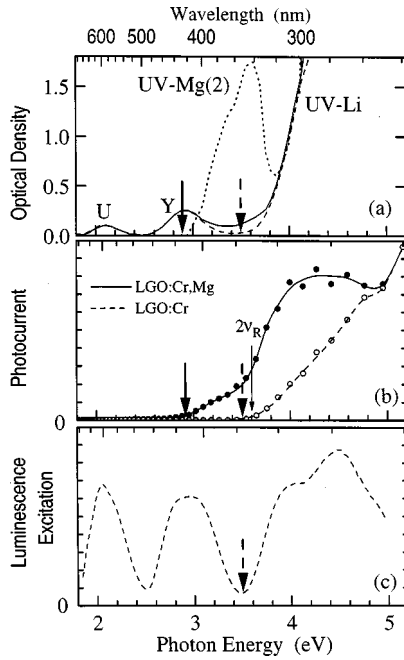 Wavelength (nm)
600 500 400 300
Optical Density
1.5
1.0
0.5
0.0
UV-Mg(2)
UV-Li
U
Y
(a)
Photocurrent
0
LGO:Cr,Mg
LGO:Cr
2νR
(b)
Luminescence
Excitation
0
(c)
2 3 4 5
Photon Energy (eV)